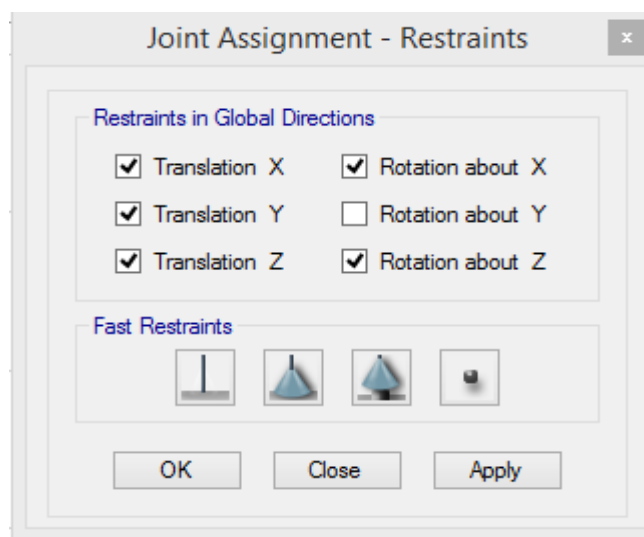 Joint Assignment - Restraints
x
Restraints in Global Directions
Translation X
Rotation about X
Translation Y
Rotation about Y
Translation Z
Rotation about Z
Fast Restraints
OK
Close
Apply